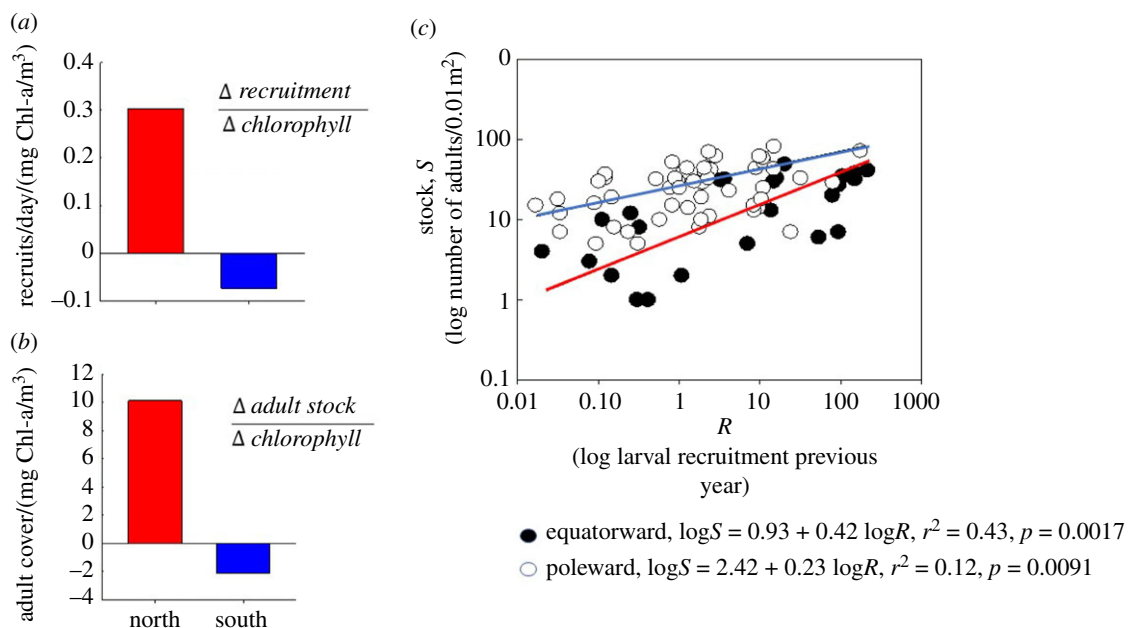 (a)
recruits/day/(mg Chl-a/m³)
0.4
0.3
0.2
0.1
0
–0.1
Δ recruitment
Δ chlorophyll
(b)
adult cover/(mg Chl-a/m³)
12
10
8
6
4
2
0
–2
–4
Δ adult stock
Δ chlorophyll
north south
(c)
stock, S
(log number of adults/0.01 m²)
0
100
10
1
0.1
0.01 0.10 1 10 100 1000
R
(log larval recruitment previous
year)
equatorward, logS = 0.93 + 0.42 logR, r² = 0.43, p = 0.0017
poleward, logS = 2.42 + 0.23 logR, r² = 0.12, p = 0.0091